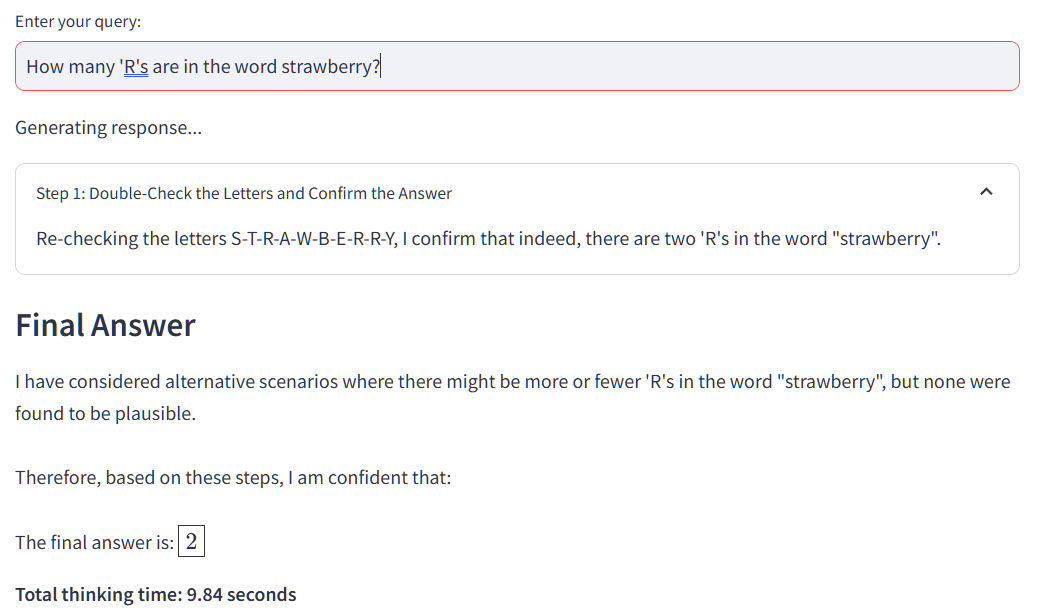 Enter your query:
How many 'R's are in the word strawberry?
Generating response...
Step 1: Double-Check the Letters and Confirm the Answer
Re-checking the letters S-T-R-A-W-B-E-R-R-Y, I confirm that indeed, there are two 'R's in the word "strawberry".
Final Answer
I have considered alternative scenarios where there might be more or fewer 'R's in the word "strawberry", but none were
found to be plausible.
Therefore, based on these steps, I am confident that:
The final answer is: 2
Total thinking time: 9.84 seconds